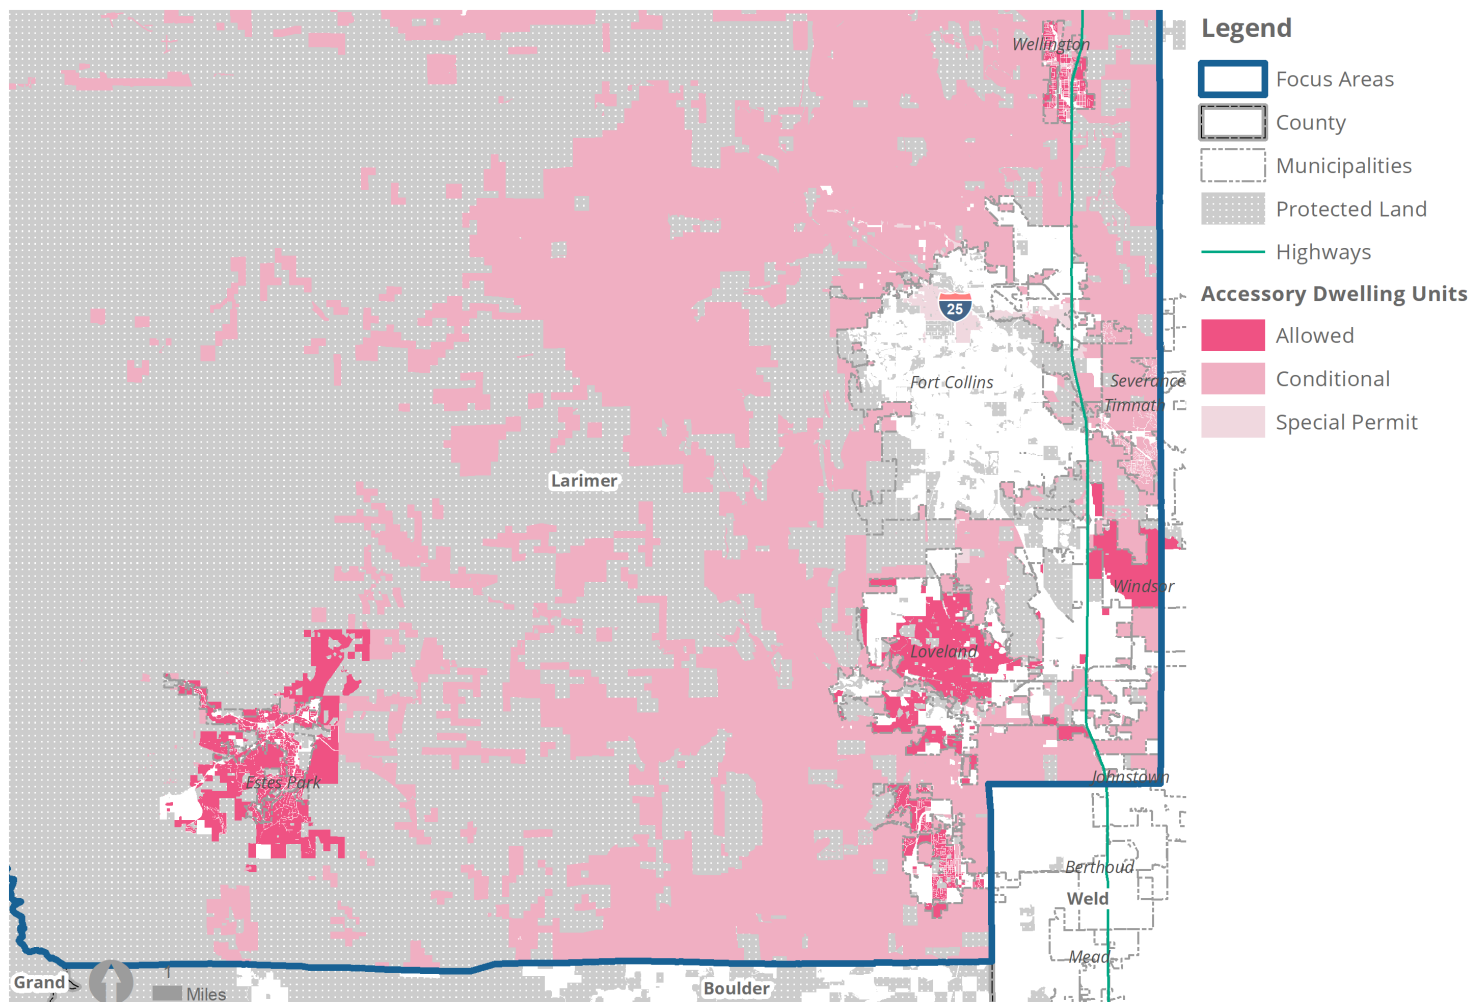 Wellington
Legend
Focus Areas
County
Municipalities
Protected Land
Highways
Accessory Dwelling Units
25
Allowed
Fort Collins
Severance
Conditional
Timnath
Special Permit
Larimer
Windsor
Loveland
Estes Park
Johnstown
Berthoud
Weld
Mead
Grand
Miles
Boulder